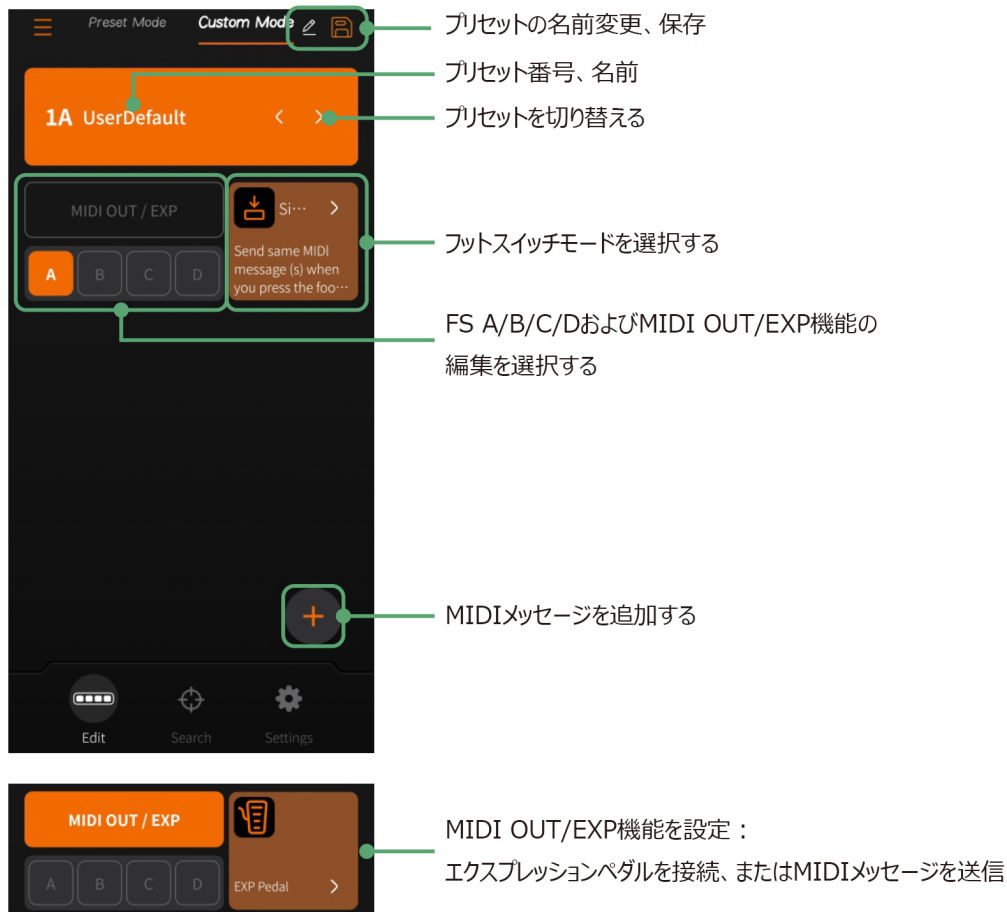 Preset Mode
Custom Mode
プリセットの名前変更、保存
プリセット番号、名前
1A UserDefault
プリセットを切り替える
MIDI OUT / EXP
Si…
Send same MIDI
message (s) when
you press the foo…
A B C D
フットスイッチモードを選択する
FS A/B/C/DおよびMIDI OUT/EXP機能の
編集を選択する
MIDIメッセージを追加する
Edit
Search
Settings
MIDI OUT / EXP
A B C D
EXP Pedal
MIDI OUT/EXP機能を設定：
エクスプレッションペダルを接続、またはMIDIメッセージを送信